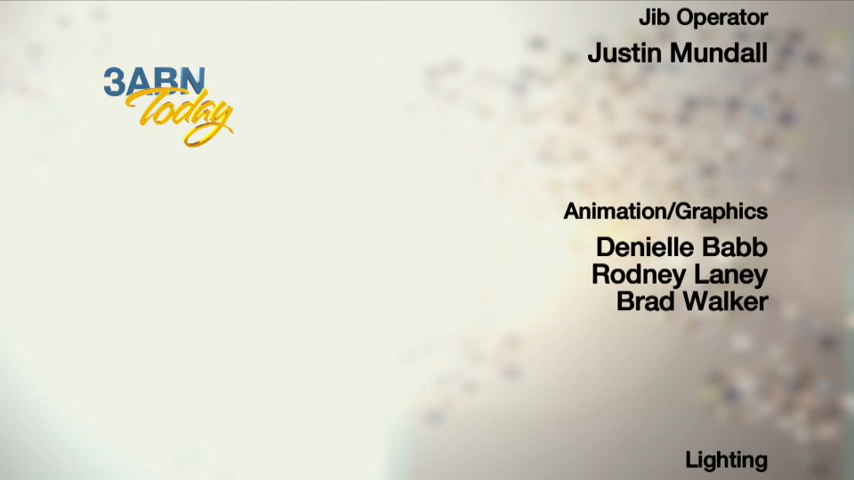 Jib Operator
Justin Mundall
3ABN
Today
Animation/Graphics
Denielle Babb
Rodney Laney
Brad Walker
Lighting